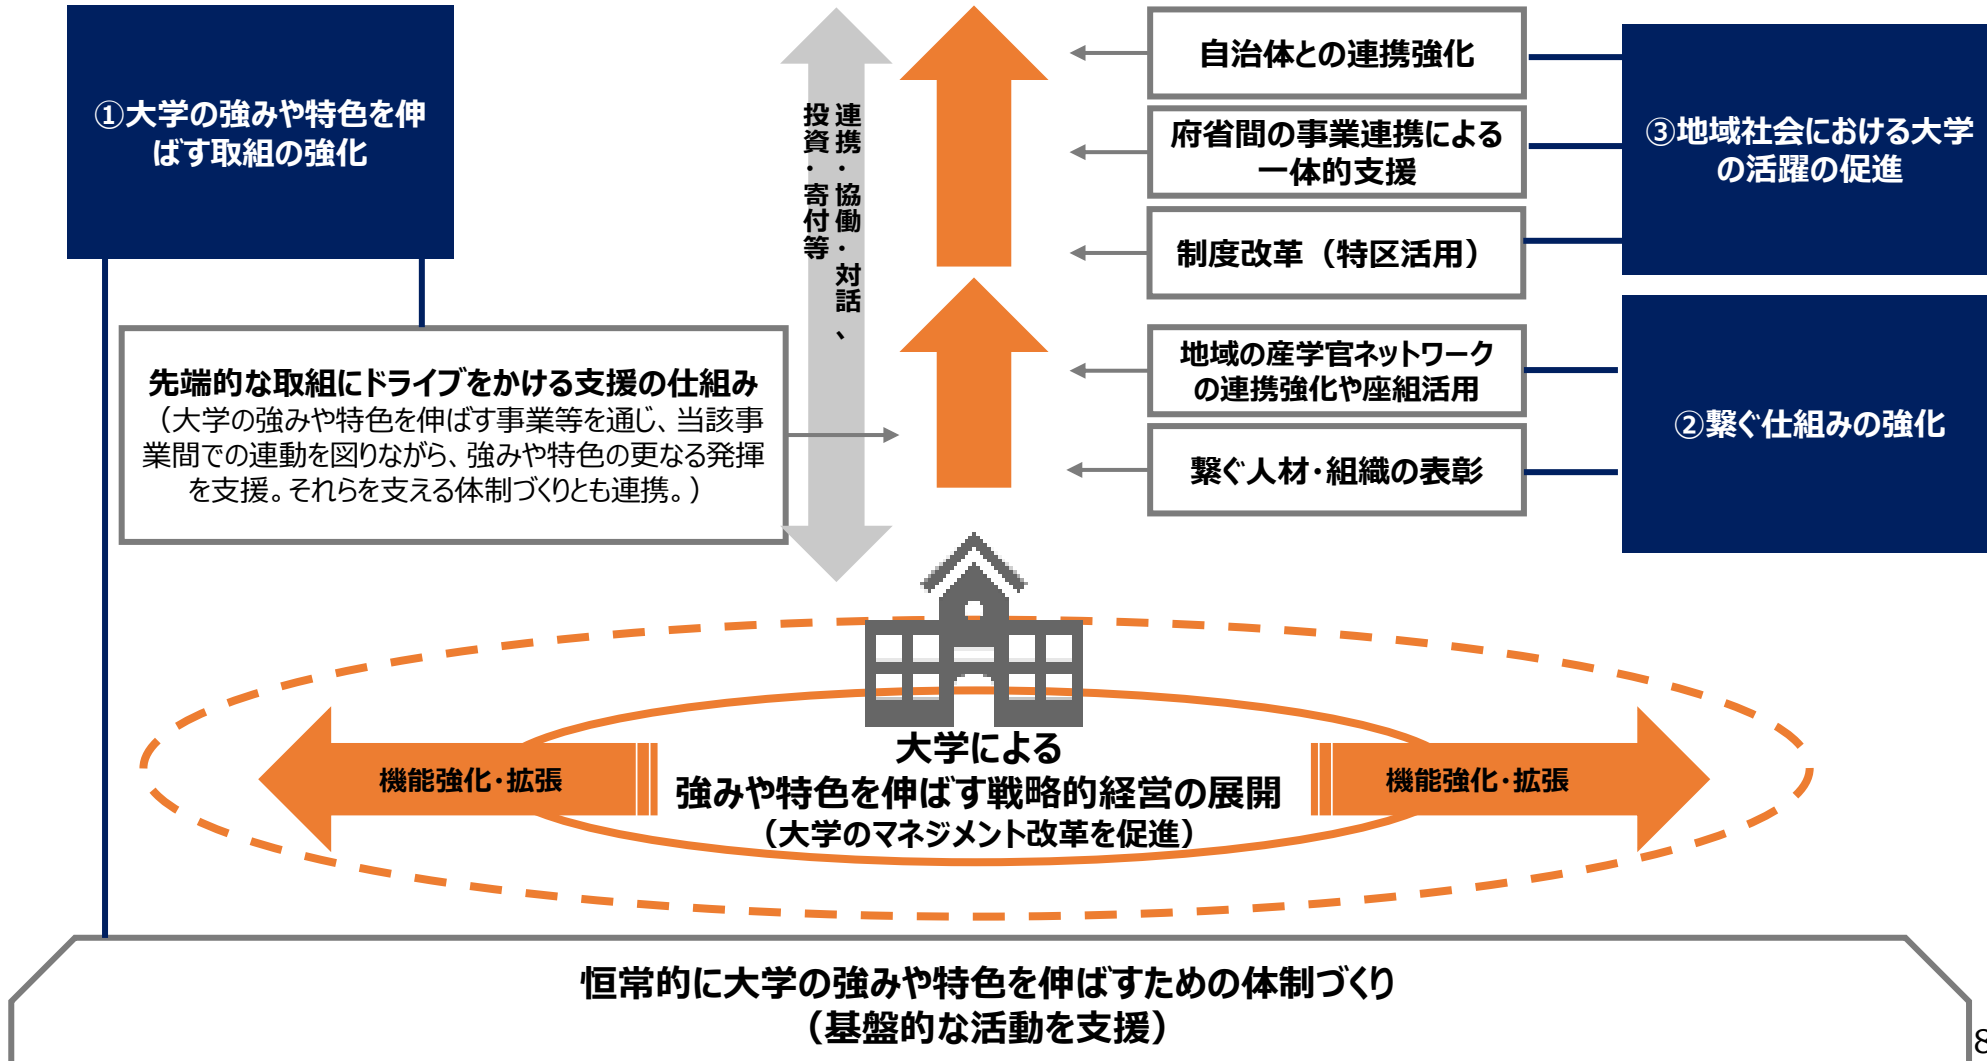 ①大学の強みや特色を伸
ばす取組の強化
先端的な取組にドライブをかける支援の仕組み
（大学の強みや特色を伸ばす事業等を通じ、当該事
業間での連動を図りながら、強みや特色の更なる発揮
を支援。それらを支える体制づくりとも連携。）
連携・協働・対話、
投資・寄付等
自治体との連携強化
府省間の事業連携による
一体的支援
制度改革（特区活用）
地域の産学官ネットワーク
の連携強化や座組活用
繋ぐ人材・組織の表彰
③地域社会における大学
の活躍の促進
②繋ぐ仕組みの強化
機能強化・拡張
大学による
強みや特色を伸ばす戦略的経営の展開
（大学のマネジメント改革を促進）
機能強化・拡張
恒常的に大学の強みや特色を伸ばすための体制づくり
（基盤的な活動を支援）
8